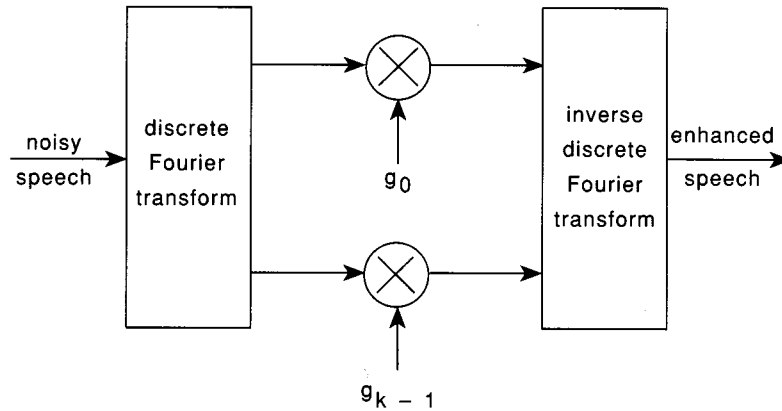 noisy
speech
discrete
Fourier
transform
g0
gk – 1
inverse
discrete
Fourier
transform
enhanced
speech